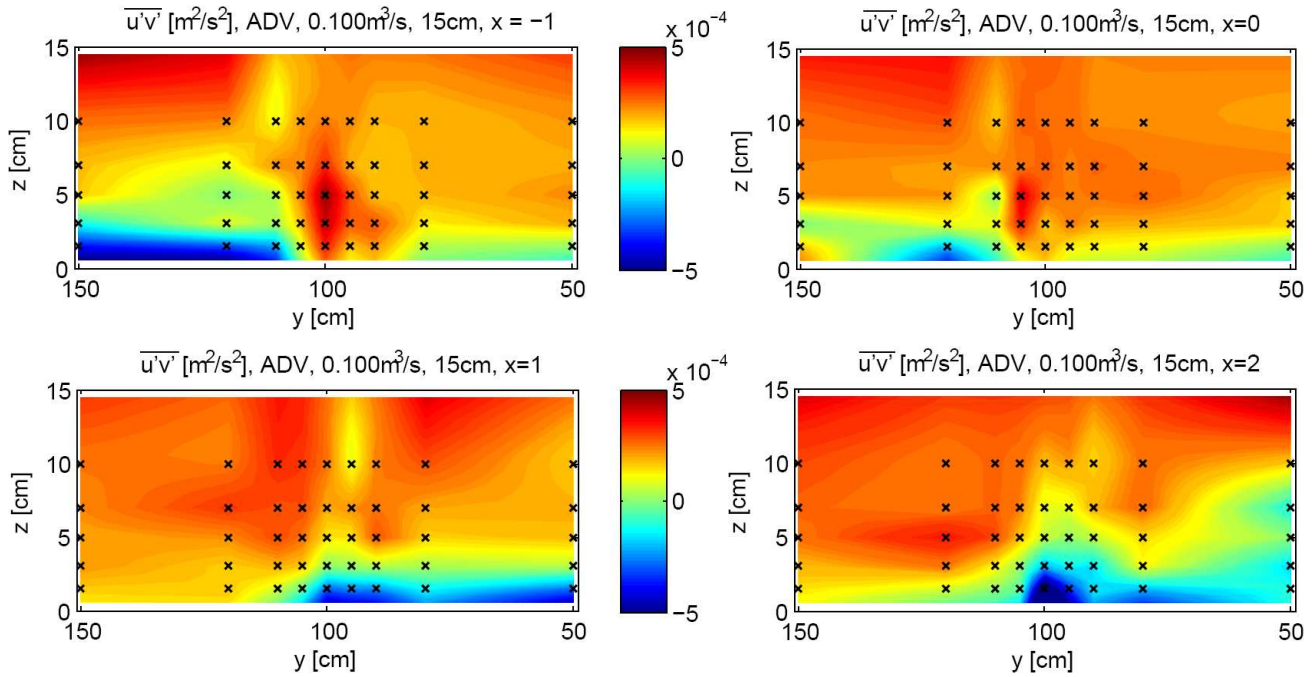 u'v' [m²/s²], ADV, 0.100m³/s, 15cm, x = −1
x 10⁻⁴
u'v' [m²/s²], ADV, 0.100m³/s, 15cm, x=0
15
10
5
0
z [cm]
150
100
50
y [cm]
5
0
−5
15
10
5
0
z [cm]
150
100
50
y [cm]
u'v' [m²/s²], ADV, 0.100m³/s, 15cm, x=1
x 10⁻⁴
u'v' [m²/s²], ADV, 0.100m³/s, 15cm, x=2
15
10
5
0
z [cm]
150
100
50
y [cm]
5
0
−5
15
10
5
0
z [cm]
150
100
50
y [cm]